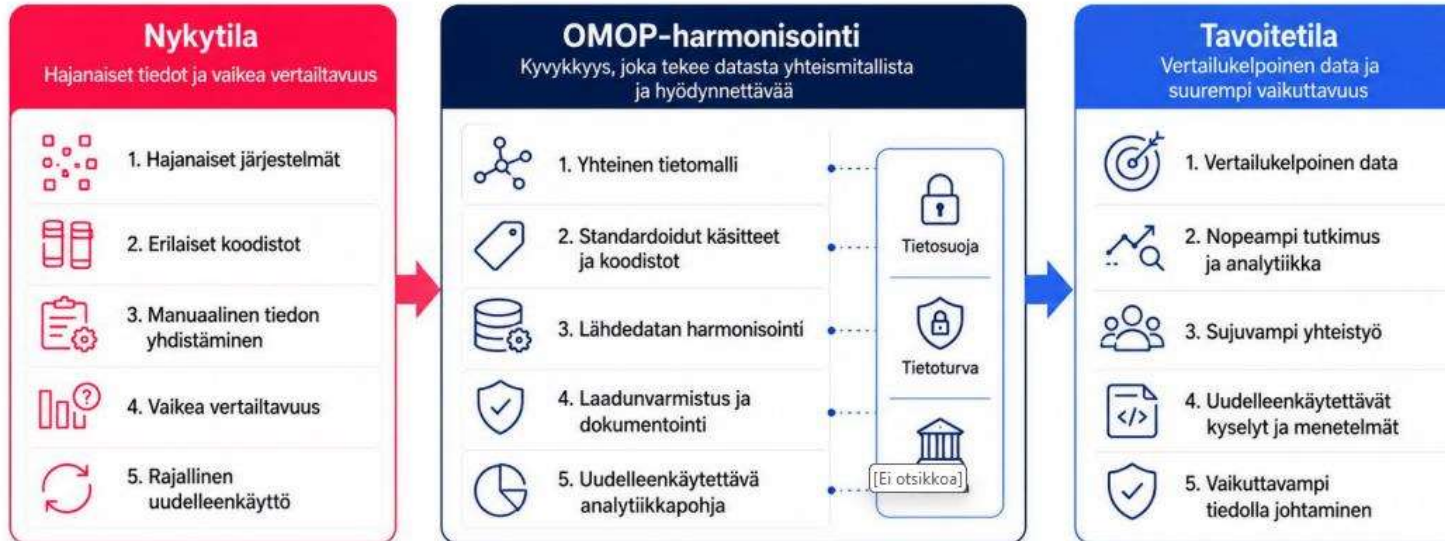 Nykytila
Hajanaiset tiedot ja vaikea vertailtavuus
1. Hajanaiset järjestelmät
2. Erilaiset koodistot
3. Manuaalinen tiedon
yhdistäminen
4. Vaikea vertailtavuus
5. Rajallinen
uudelleenkäyttö
OMOP-harmonisointi
Kyvykkyys, joka tekee datasta yhteismitallista
ja hyödynnettävää
1. Yhteinen tietomalli
2. Standardoidut käsitteet
ja koodistot
3. Lähdedatan harmonisointi
4. Laadunvarmistus ja
dokumentointi
5. Uudelleenkäytettävä
analytiikkapohja
Tietosuoja
Tietoturva
[Ei otsikkoa]
Tavoitetila
Vertailukelpoinen data ja
suurempi vaikuttavuus
1. Vertailukelpoinen data
2. Nopeampi tutkimus
ja analytiikka
3. Sujuvampi yhteistyö
4. Uudelleenkäytettävät
kyselyt ja menetelmät
5. Vaikuttavampi
tiedolla johtaminen